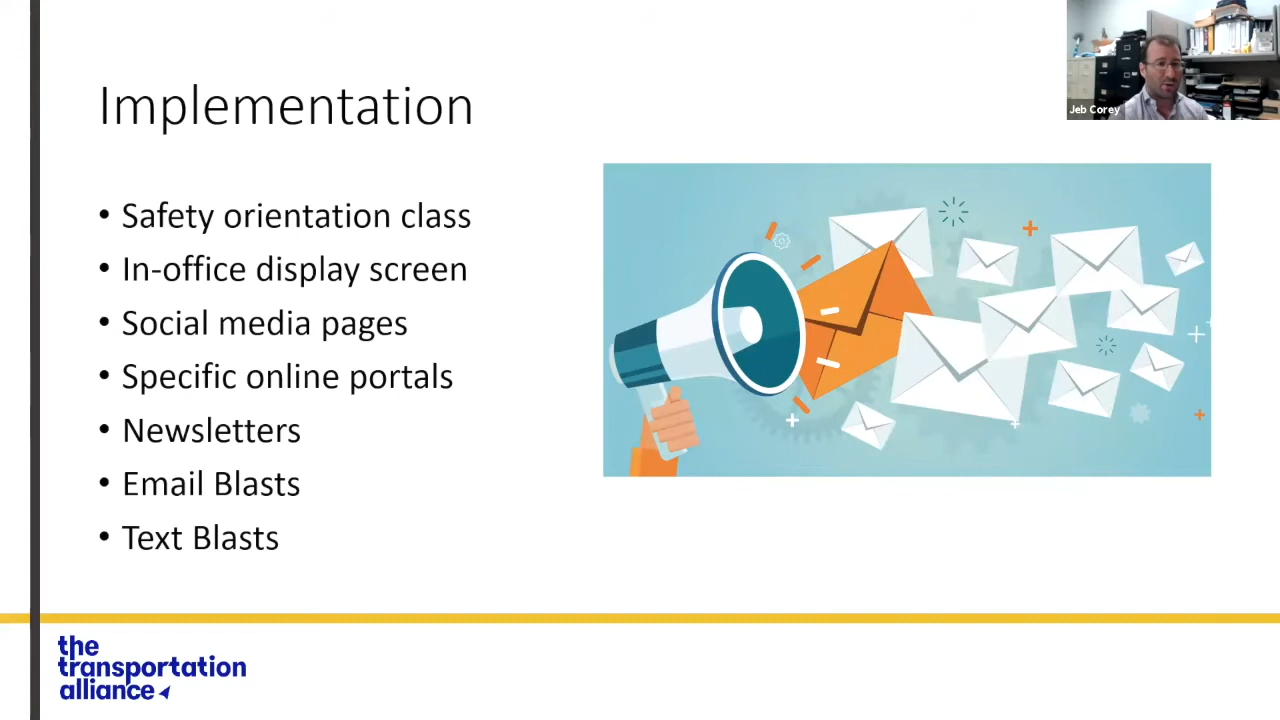 Jeb Corey
Implementation
• Safety orientation class
• In-office display screen
• Social media pages
• Specific online portals
• Newsletters
• Email Blasts
• Text Blasts
the
transportation
alliance